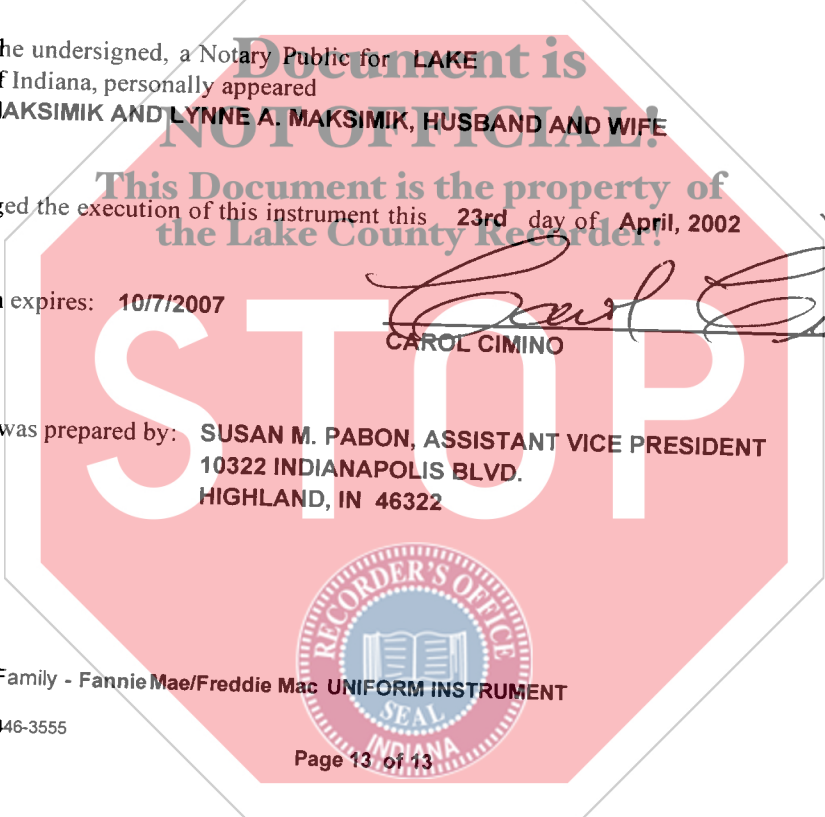 he undersigned, a Notary Public for LAKE
Document is
f Indiana, personally appeared
AKSIMIK AND LYNNE A. MAKSIMIK, HUSBAND AND WIFE
NOT OFFICIAL!
This Document is the property of
ged the execution of this instrument this 23rd day of April, 2002
the Lake County Recorder!
expires: 10/7/2007
Carol
CAROL CIMINO
STOP
was prepared by: SUSAN M. PABON, ASSISTANT VICE PRESIDENT
10322 INDIANAPOLIS BLVD.
HIGHLAND, IN 46322
RECORDER'S OFFICE
Family - Fannie Mae/Freddie Mac UNIFORM INSTRUMENT
SEAL
46-3555
INDIANA
Page 13 of 13